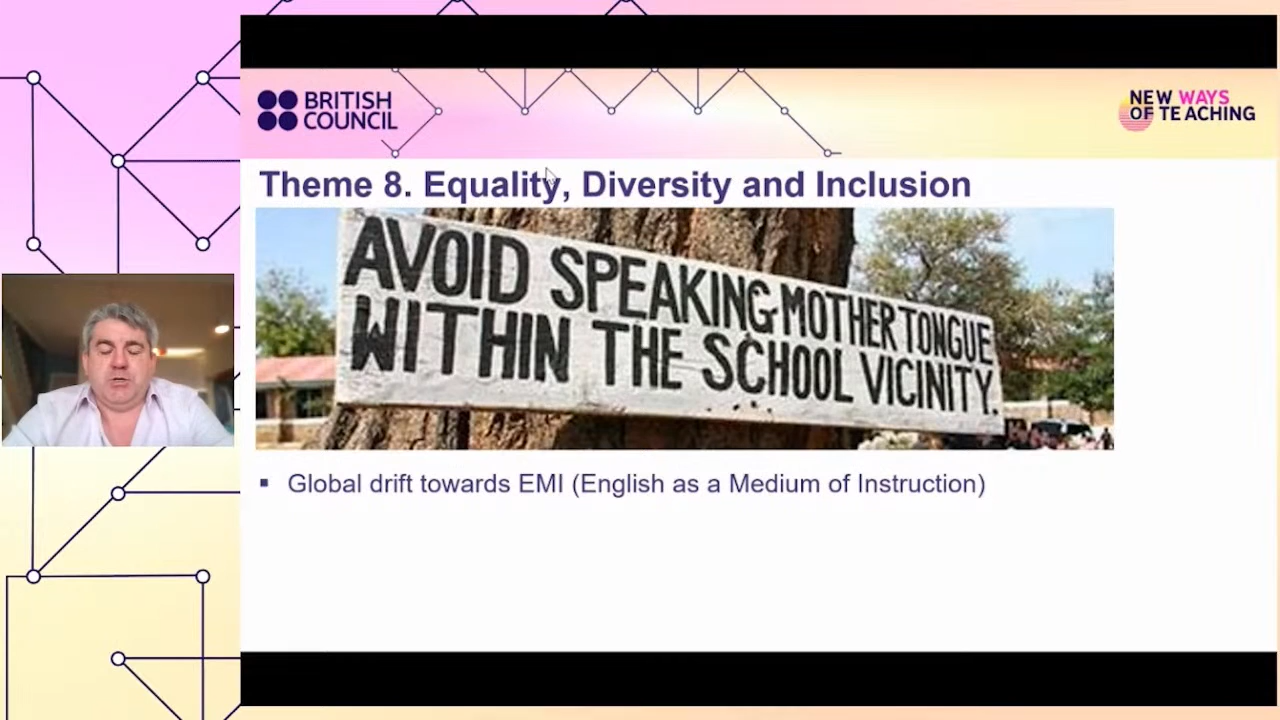 BRITISH
COUNCIL
NEW WAYS
OF TEACHING
Theme 8. Equality, Diversity and Inclusion
AVOID SPEAKING MOTHER TONGUE
WITHIN THE SCHOOL VICINITY.
▪ Global drift towards EMI (English as a Medium of Instruction)